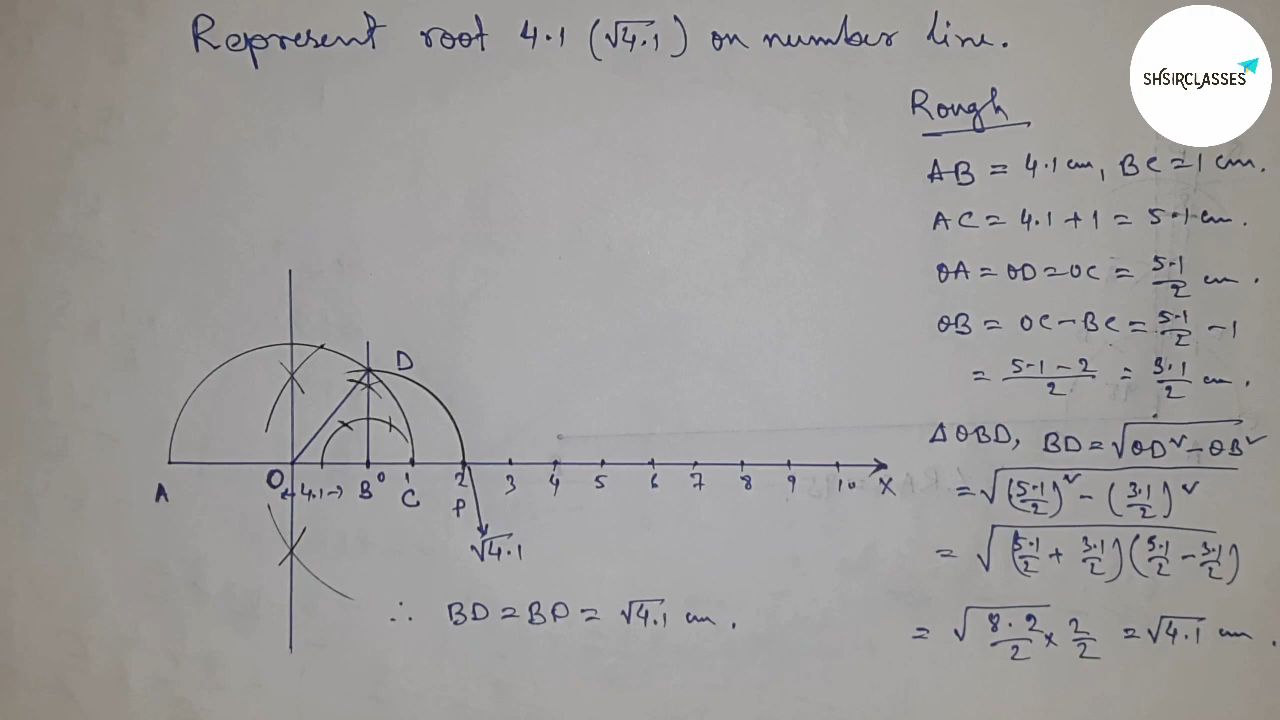 Represent root 4.1 (√4.1) on number line.
SHSIRCLASSES
Rough
AB = 4.1 cm, BC = 1 cm.
AC = 4.1 + 1 = 5.1 cm.
OA = OD = OC = 5.1/2 cm.
OB = OC - BC = 5.1/2 - 1
= 5.1 - 2/2 = 3.1/2 cm.
ΔOBD, BD = √OD² - OB²
= √(5.1/2)² - (3.1/2)²
= √(5.1/2 + 3.1/2)(5.1/2 - 3.1/2)
= √8.2/2 × 2/2 = √4.1 cm.
D
A O ←4.1→ B 0 1 C 2 P 3 4 5 6 7 8 9 10 X
√4.1
∴ BD = BP = √4.1 cm.